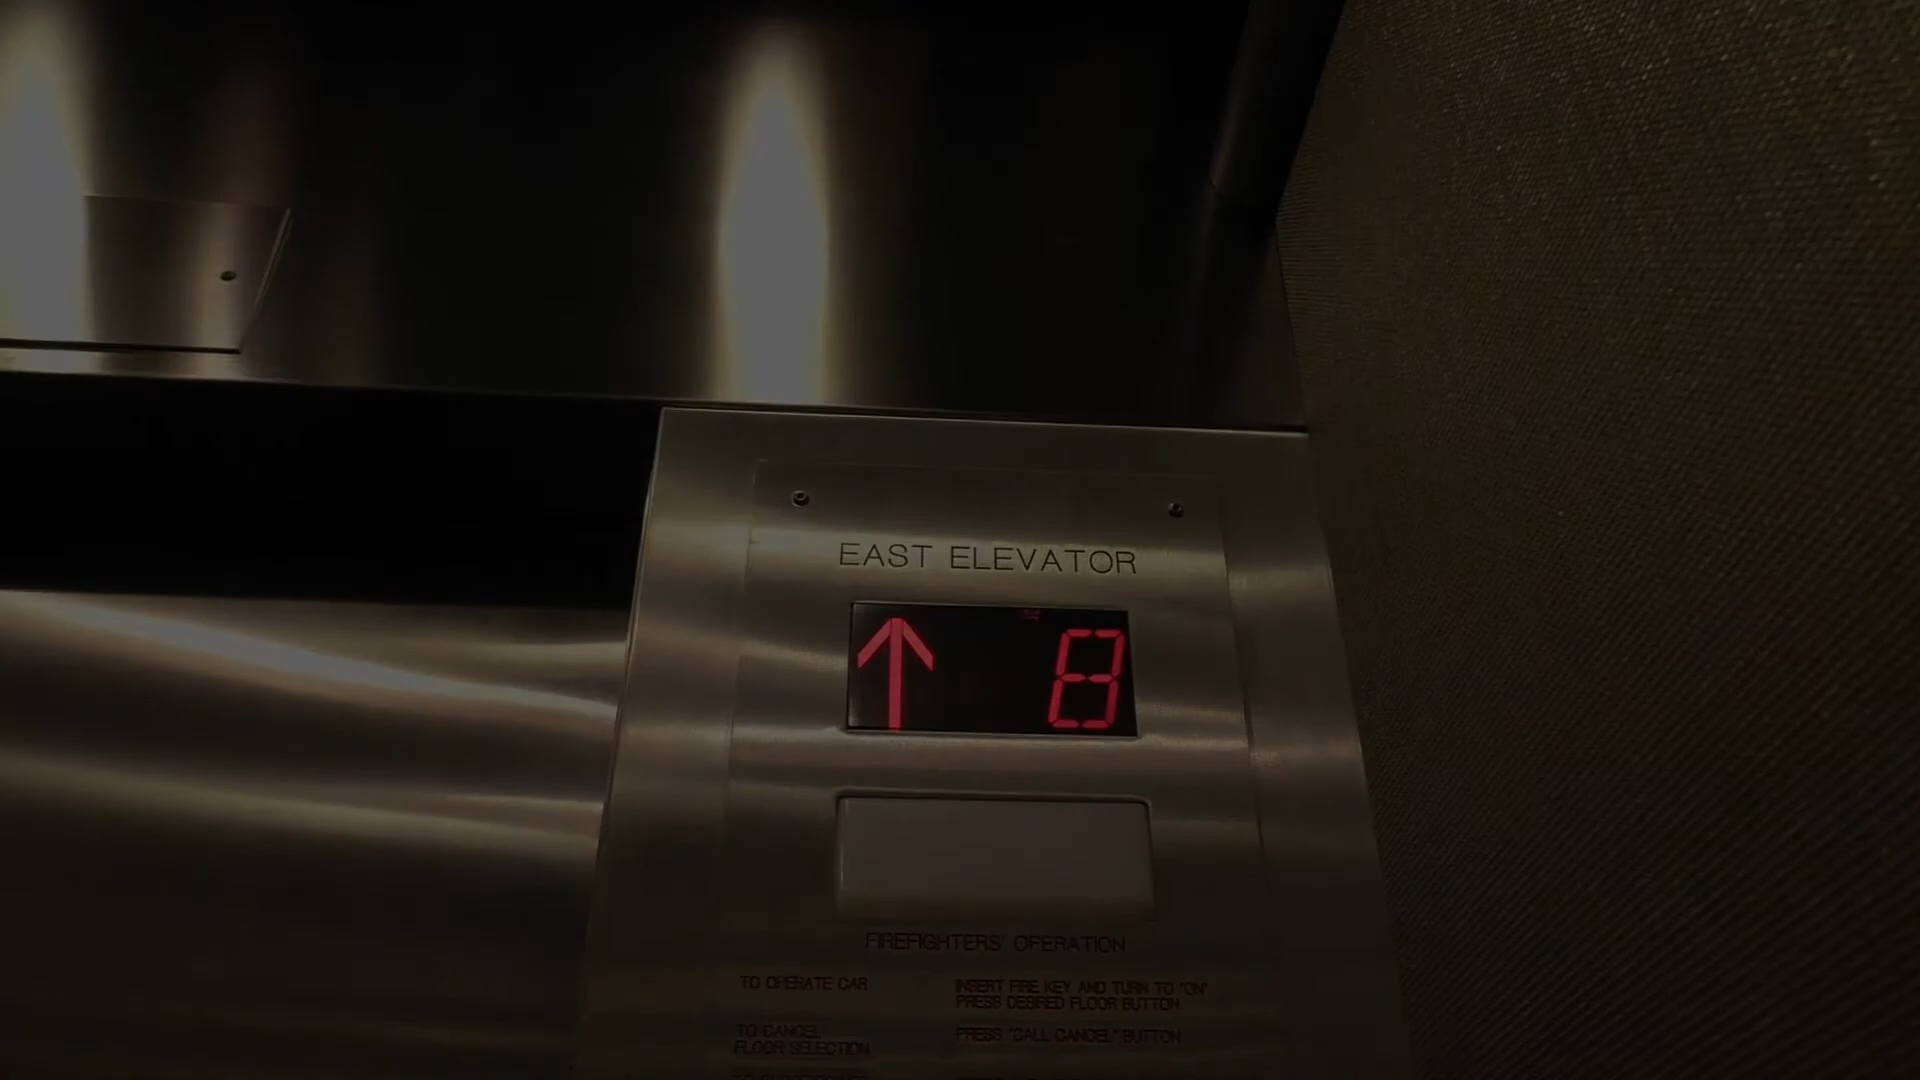 EAST ELEVATOR
↑ 8
FIREFIGHTERS' OPERATION
TO OPERATE CAR
INSERT FIRE KEY AND TURN TO "ON"
PRESS DESIRED FLOOR BUTTON
TO CANCEL
FLOOR SELECTION
PRESS "CALL CANCEL" BUTTON